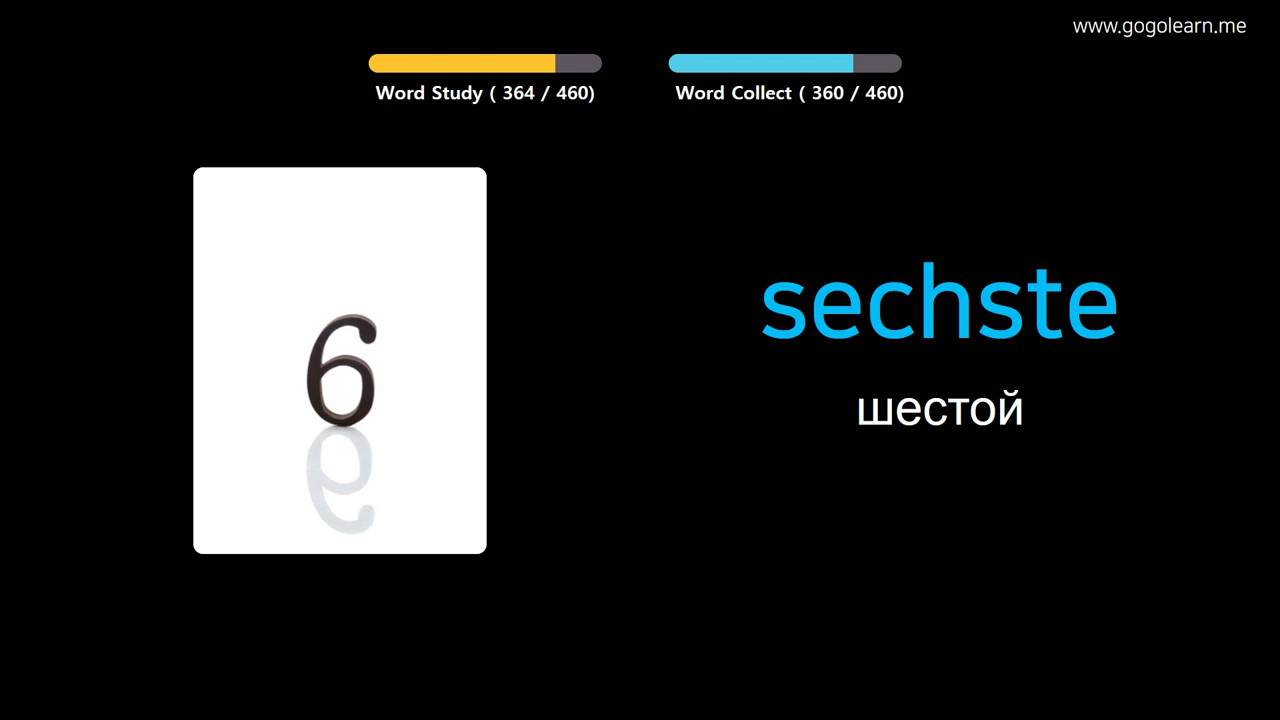 www.gogolearn.me
Word Study ( 364 / 460)
Word Collect ( 360 / 460)
6
sechste
шестой